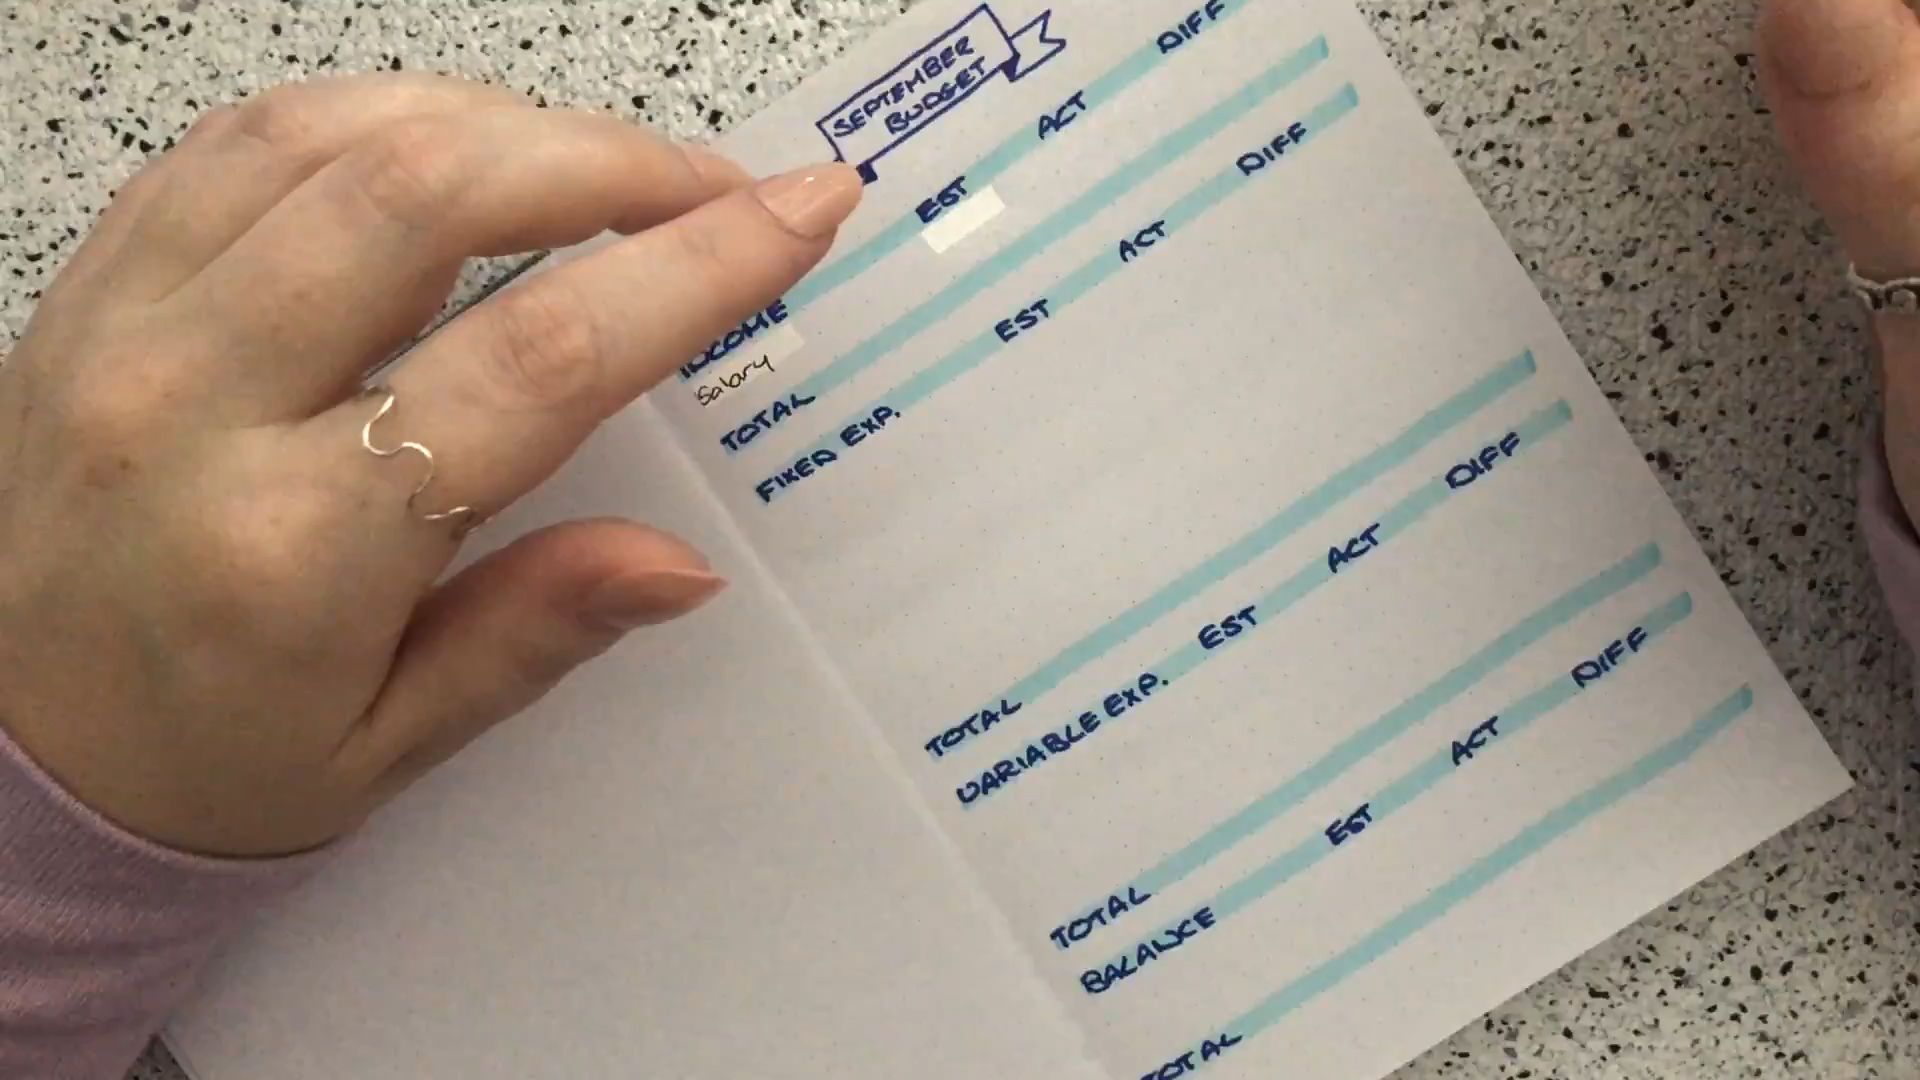 SEPTEMBER
BUDGET
INCOME EST ACT DIFF
Salary
TOTAL
FIXED EXP. EST ACT DIFF
TOTAL
VARIABLE EXP. EST ACT DIFF
TOTAL
BALANCE EST ACT DIFF
TOTAL